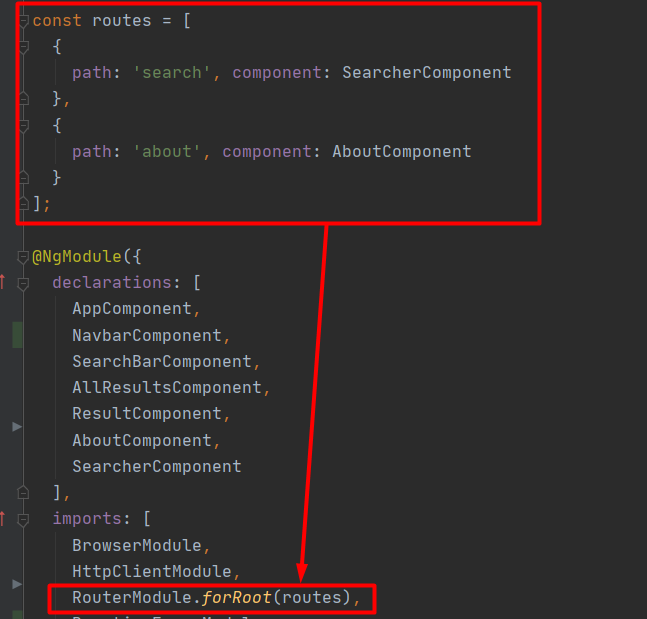 const routes = [
{
path: 'search', component: SearcherComponent
},
{
path: 'about', component: AboutComponent
}
];
@NgModule({
declarations: [
AppComponent,
NavbarComponent,
SearchBarComponent,
AllResultsComponent,
ResultComponent,
AboutComponent,
SearcherComponent
],
imports: [
BrowserModule,
HttpClientModule,
RouterModule.forRoot(routes),